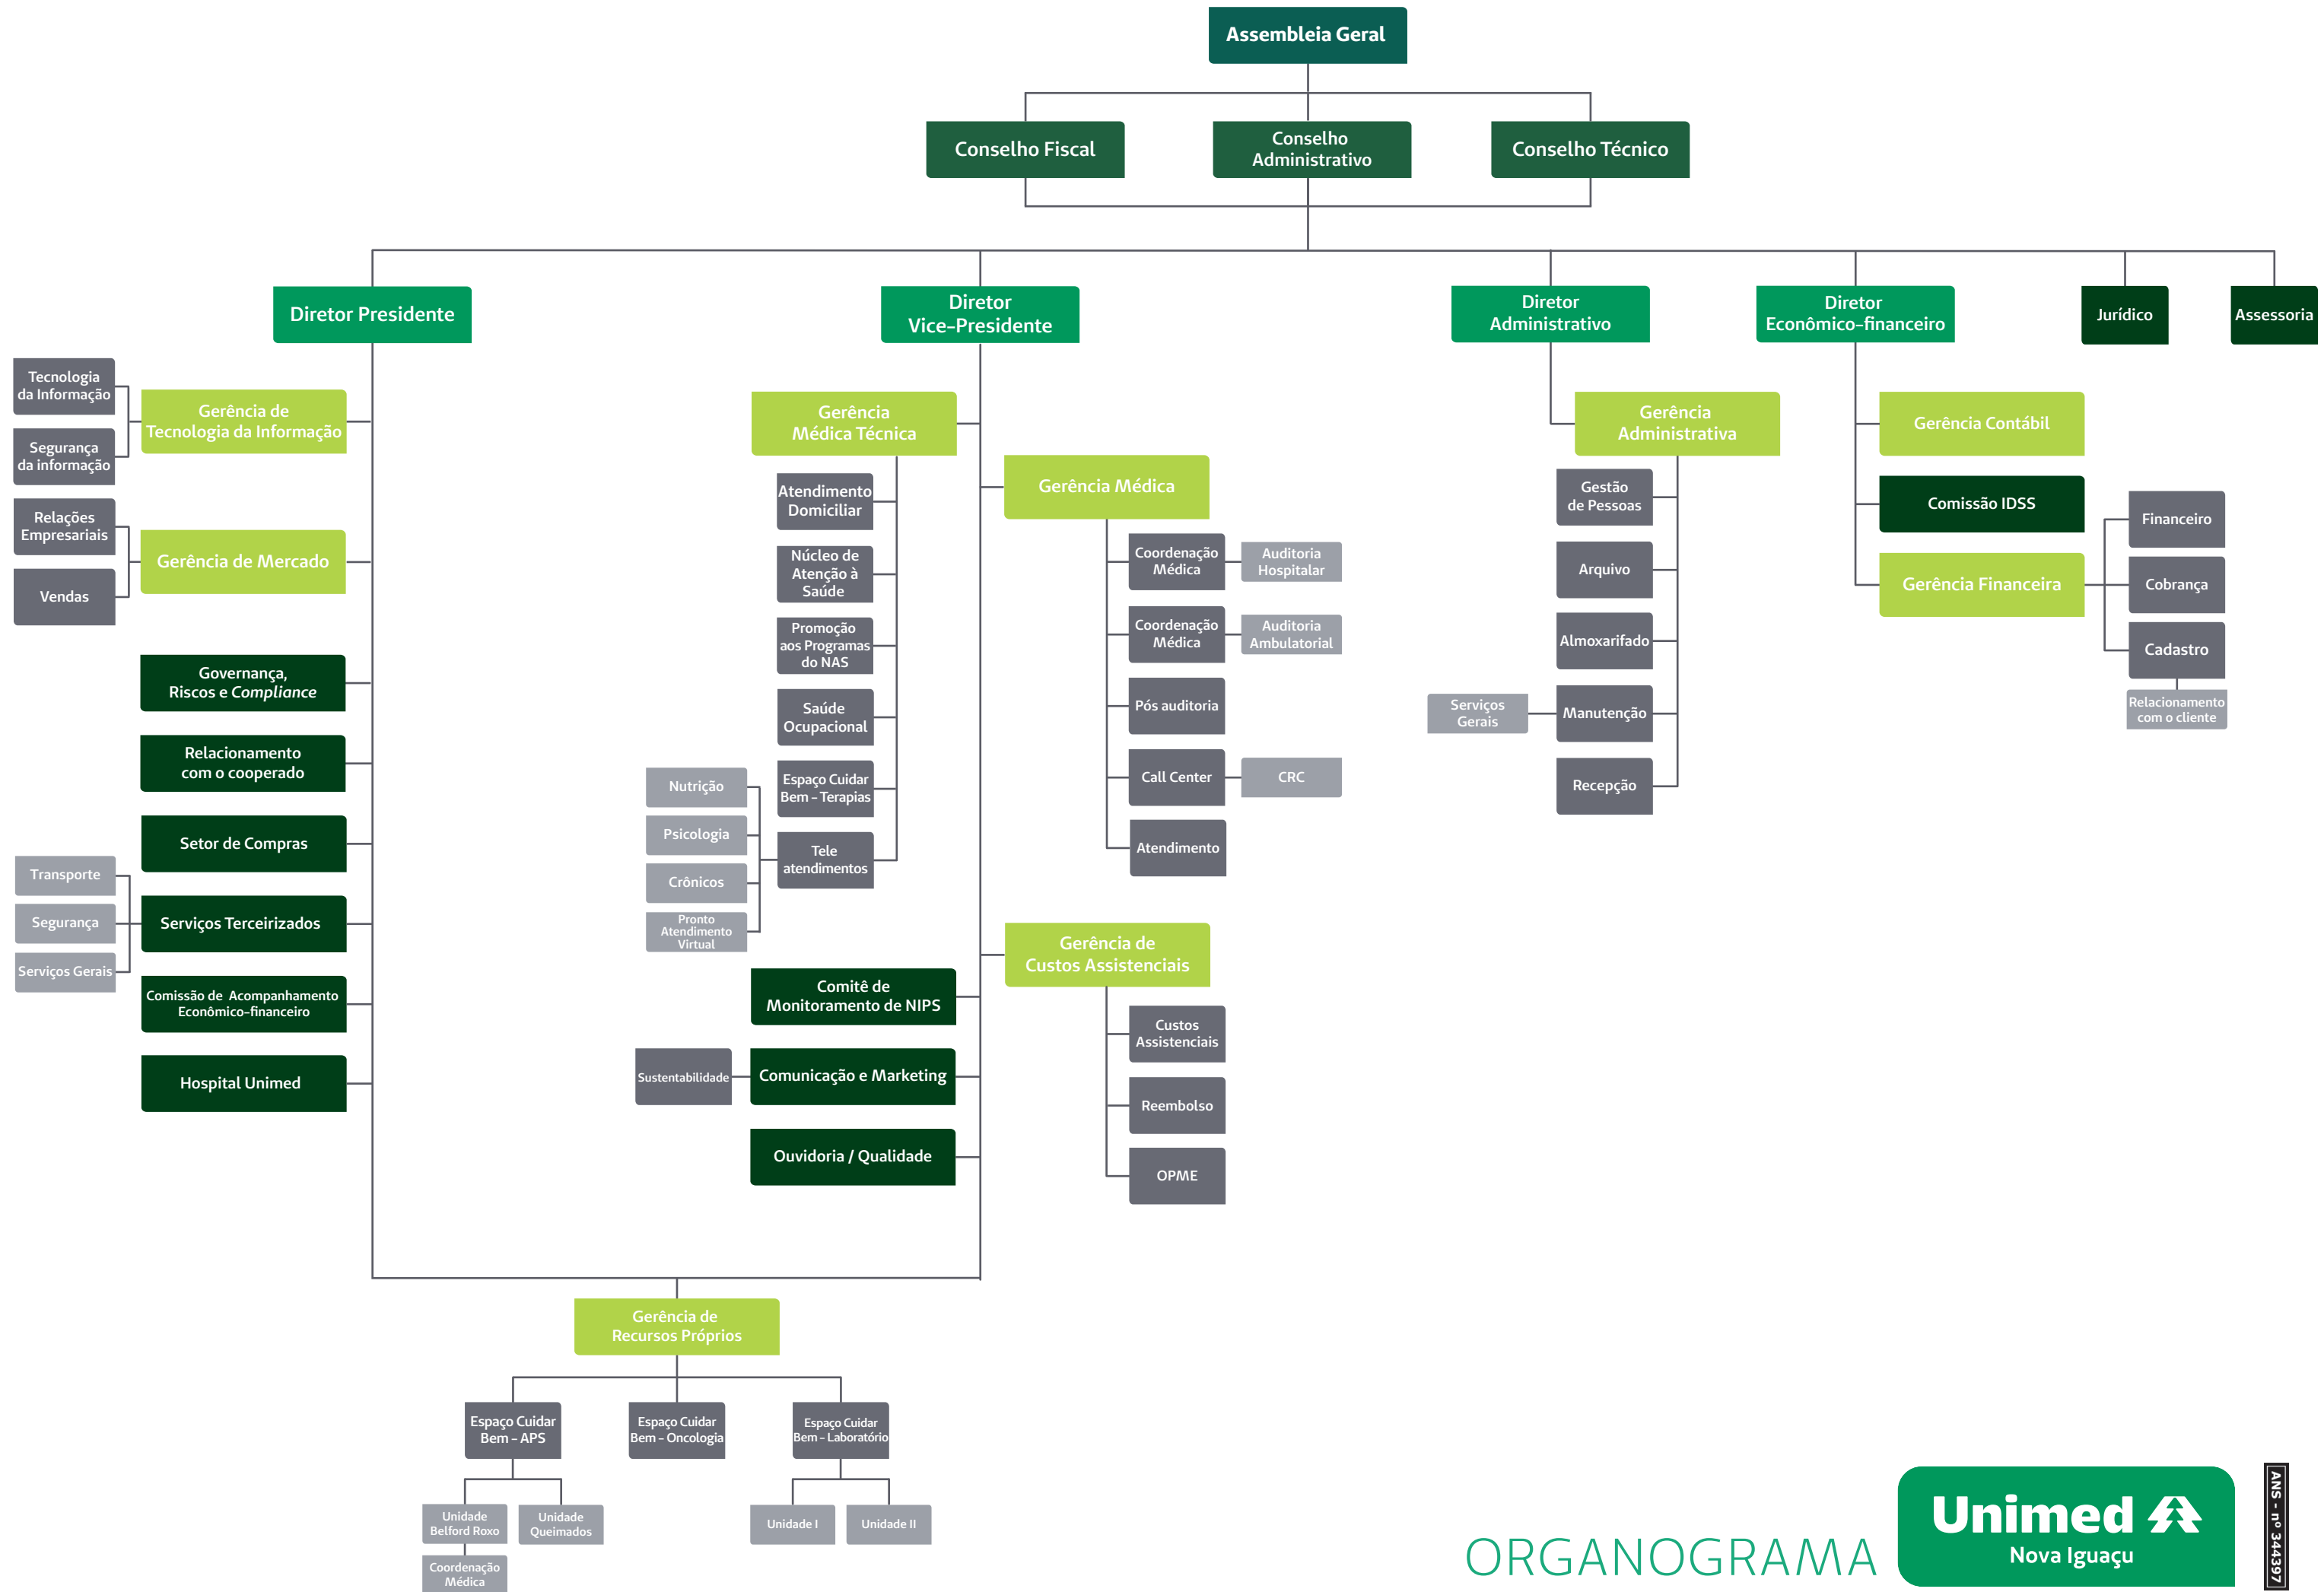 Assembleia Geral
Conselho Fiscal
Conselho
Administrativo
Conselho Técnico
Diretor Presidente
Diretor
Vice-Presidente
Diretor
Administrativo
Diretor
Econômico-financeiro
Jurídico
Assessoria
Tecnologia
da Informação
Segurança
da informação
Gerência de
Tecnologia da Informação
Relações
Empresariais
Vendas
Gerência de Mercado
Governança,
Riscos e Compliance
Relacionamento
com o cooperado
Setor de Compras
Transporte
Segurança
Serviços Gerais
Serviços Terceirizados
Comissão de Acompanhamento
Econômico-financeiro
Hospital Unimed
Gerência
Médica Técnica
Atendimento
Domiciliar
Núcleo de
Atenção à
Saúde
Promoção
aos Programas
do NAS
Saúde
Ocupacional
Espaço Cuidar
Bem - Terapias
Tele
atendimentos
Nutrição
Psicologia
Crônicos
Pronto
Atendimento
Virtual
Comitê de
Monitoramento de NIPS
Sustentabilidade
Comunicação e Marketing
Ouvidoria / Qualidade
Gerência Médica
Coordenação
Médica
Auditoria
Hospitalar
Coordenação
Médica
Auditoria
Ambulatorial
Pós auditoria
Call Center
CRC
Atendimento
Gerência de
Custos Assistenciais
Custos
Assistenciais
Reembolso
OPME
Gerência
Administrativa
Gestão
de Pessoas
Arquivo
Almoxarifado
Serviços
Gerais
Manutenção
Recepção
Gerência Contábil
Comissão IDSS
Gerência Financeira
Financeiro
Cobrança
Cadastro
Relacionamento
com o cliente
Gerência de
Recursos Próprios
Espaço Cuidar
Bem - APS
Espaço Cuidar
Bem - Oncologia
Espaço Cuidar
Bem - Laboratório
Unidade
Belford Roxo
Unidade
Queimados
Coordenação
Médica
Unidade I
Unidade II
ORGANOGRAMA
Unimed
Nova Iguaçu
ANS - nº 344397